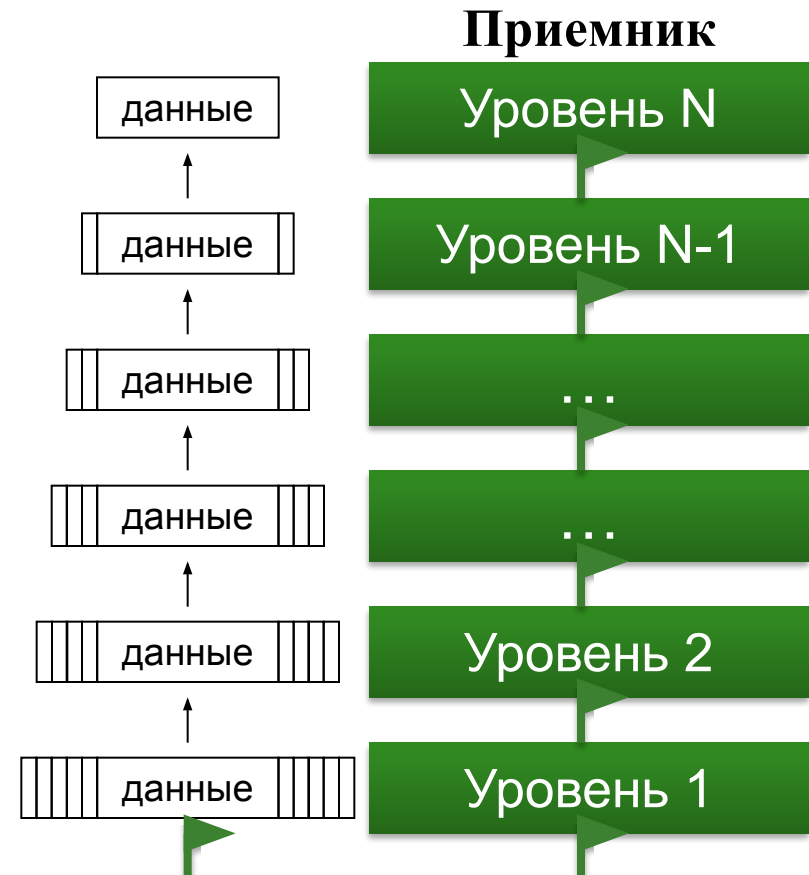 Приемник
данные
Уровень N
данные
Уровень N-1
данные
...
данные
...
данные
Уровень 2
данные
Уровень 1